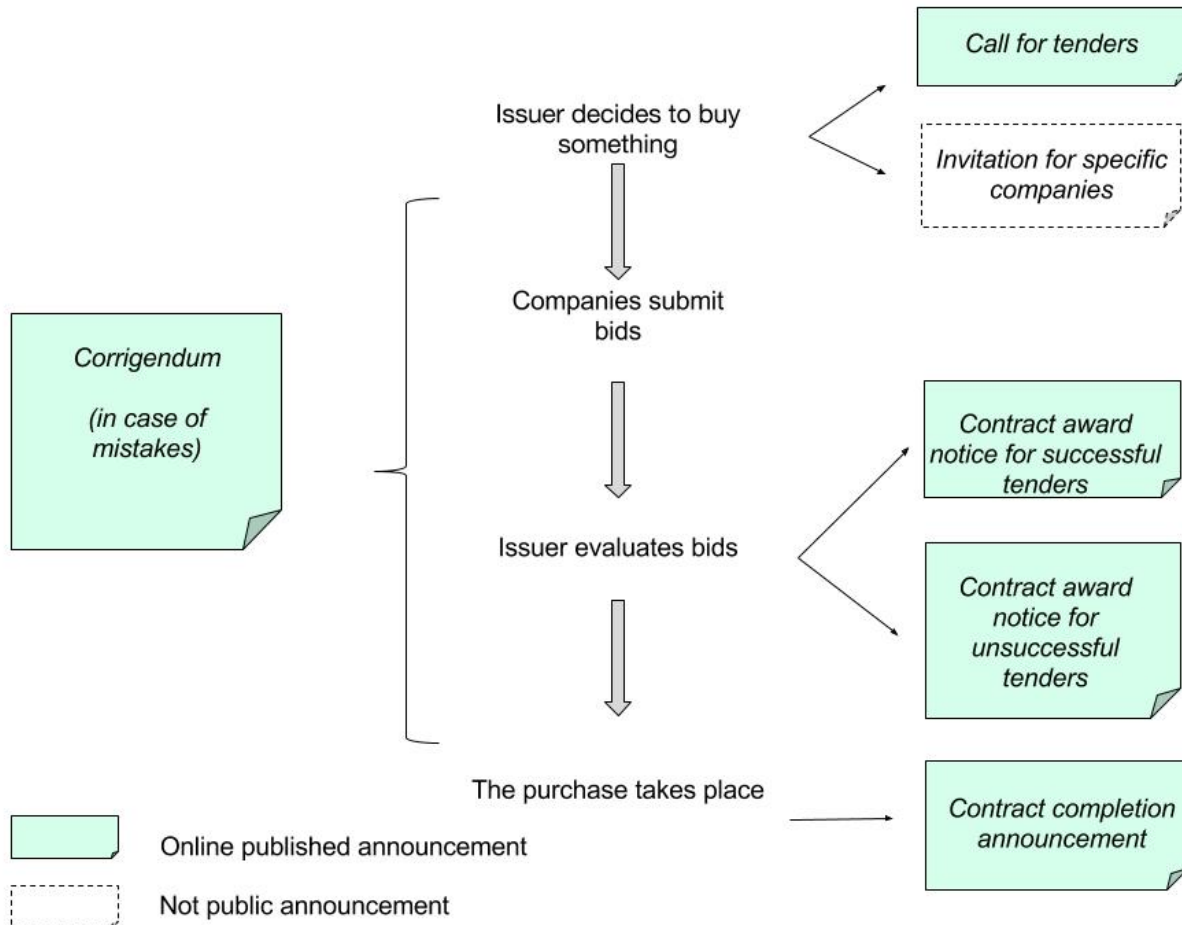 Call for tenders
Issuer decides to buy
something
Invitation for specific
companies
Companies submit
bids
Corrigendum
(in case of
mistakes)
Contract award
notice for successful
tenders
Issuer evaluates bids
Contract award
notice for
unsuccessful
tenders
The purchase takes place
Contract completion
announcement
Online published announcement
Not public announcement